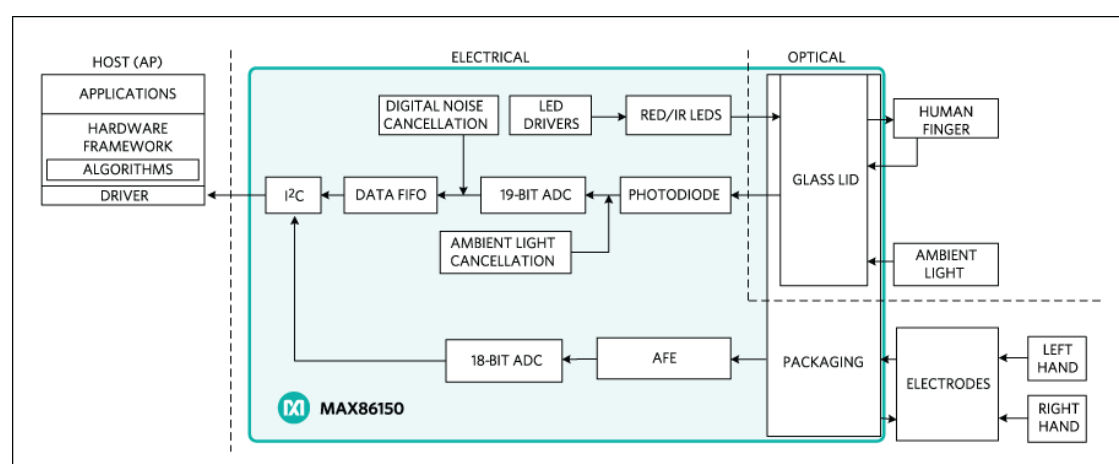 HOST (AP)
APPLICATIONS
HARDWARE
FRAMEWORK
ALGORITHMS
DRIVER
ELECTRICAL
OPTICAL
DIGITAL NOISE
CANCELLATION
LED
DRIVERS
RED/IR LEDS
HUMAN
FINGER
GLASS LID
I²C
DATA FIFO
19-BIT ADC
PHOTODIODE
AMBIENT LIGHT
CANCELLATION
AMBIENT
LIGHT
18-BIT ADC
AFE
PACKAGING
ELECTRODES
LEFT
HAND
RIGHT
HAND
MAX86150